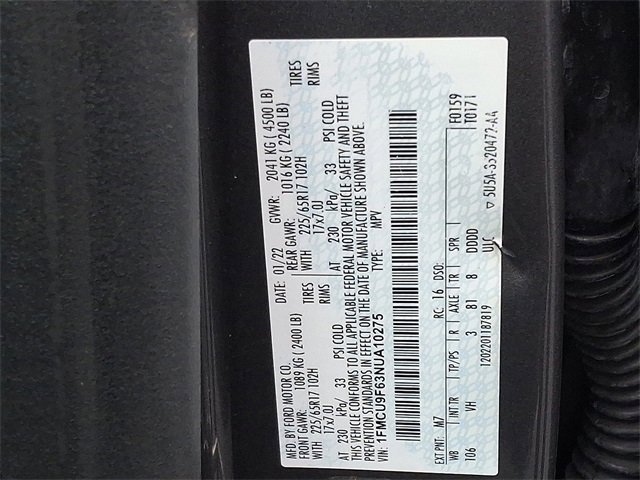 MFD. BY FORD MOTOR CO.
DATE: 01/22 GVWR: 2041 KG ( 4500 LB)
FRONT GAWR: 1089 KG ( 2400 LB) REAR GAWR: 1016 KG ( 2240 LB)
WITH 225/65R17 102H TIRES WITH 225/65R17 102H TIRES
17x7.0J RIMS 17x7.0J RIMS
AT 230 kPa/ 33 PSI COLD AT 230 kPa/ 33 PSI COLD
THIS VEHICLE CONFORMS TO ALL APPLICABLE FEDERAL MOTOR VEHICLE SAFETY AND THEFT
PREVENTION STANDARDS IN EFFECT ON THE DATE OF MANUFACTURE SHOWN ABOVE.
VIN: 1FMCU9F63NUA10275 TYPE: MPV
F0159
T0171
EXT PNT: M7 RC: 16 DSO:
WB INT TR TP/PS R AXLE TR SPR
106 VH 3 81 8 DDDD
ULC
▽ 5U5A-3520472-AA
120220118781​9